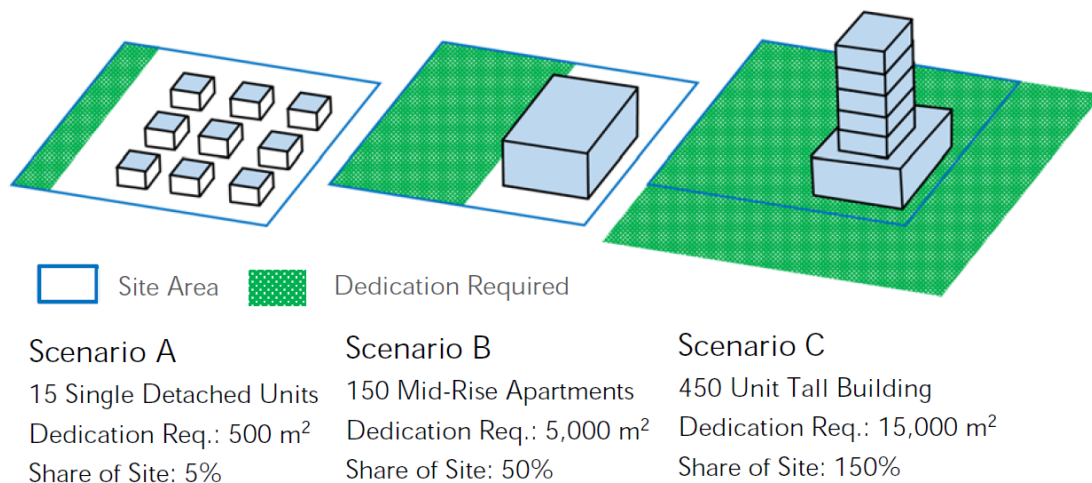 Site Area
Dedication Required
Scenario A
15 Single Detached Units
Dedication Req.: 500 m²
Share of Site: 5%
Scenario B
150 Mid-Rise Apartments
Dedication Req.: 5,000 m²
Share of Site: 50%
Scenario C
450 Unit Tall Building
Dedication Req.: 15,000 m²
Share of Site: 150%